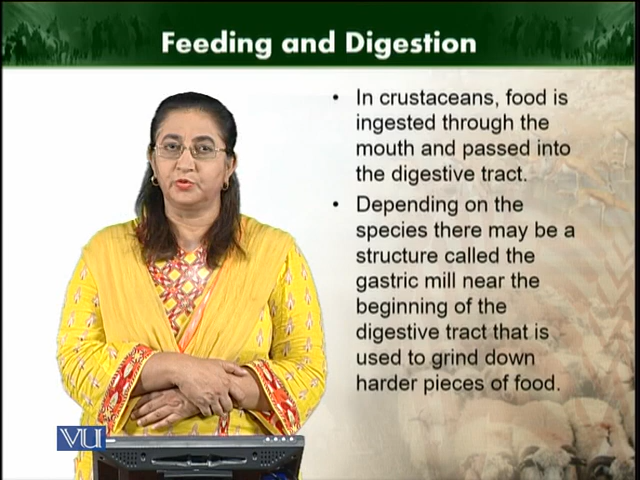 Feeding and Digestion
• In crustaceans, food is
ingested through the
mouth and passed into
the digestive tract.
• Depending on the
species there may be a
structure called the
gastric mill near the
beginning of the
digestive tract that is
used to grind down
harder pieces of food.
VU